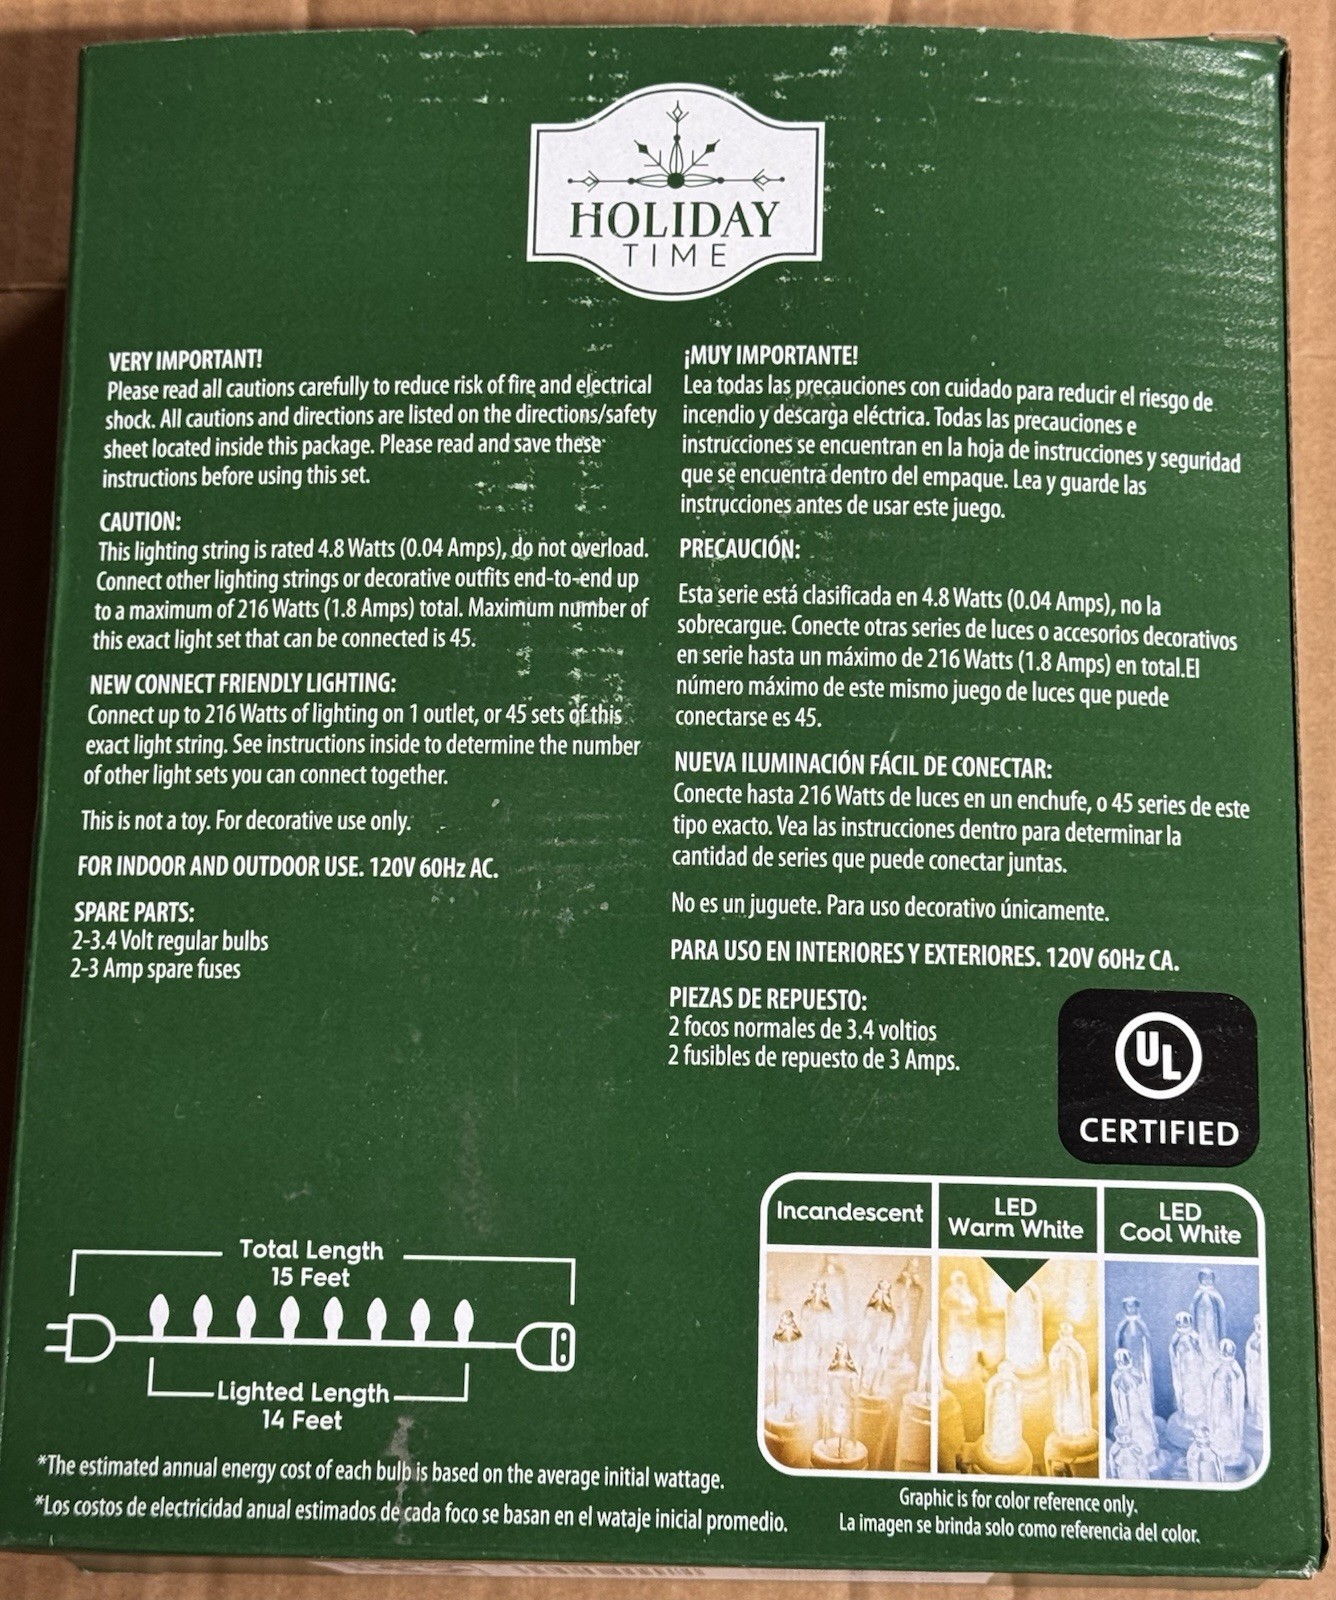 HOLIDAY
TIME
VERY IMPORTANT!
Please read all cautions carefully to reduce risk of fire and electrical
shock. All cautions and directions are listed on the directions/safety
sheet located inside this package. Please read and save these
instructions before using this set.
CAUTION:
This lighting string is rated 4.8 Watts (0.04 Amps), do not overload.
Connect other lighting strings or decorative outfits end-to-end up
to a maximum of 216 Watts (1.8 Amps) total. Maximum number of
this exact light set that can be connected is 45.
NEW CONNECT FRIENDLY LIGHTING:
Connect up to 216 Watts of lighting on 1 outlet, or 45 sets of this
exact light string. See instructions inside to determine the number
of other light sets you can connect together.
This is not a toy. For decorative use only.
FOR INDOOR AND OUTDOOR USE. 120V 60Hz AC.
SPARE PARTS:
2-3.4 Volt regular bulbs
2-3 Amp spare fuses
¡MUY IMPORTANTE!
Lea todas las precauciones con cuidado para reducir el riesgo de
incendio y descarga eléctrica. Todas las precauciones e
instrucciones se encuentran en la hoja de instrucciones y seguridad
que se encuentra dentro del empaque. Lea y guarde las
instrucciones antes de usar este juego.
PRECAUCIÓN:
Esta serie está clasificada en 4.8 Watts (0.04 Amps), no la
sobrecargue. Conecte otras series de luces o accesorios decorativos
en serie hasta un máximo de 216 Watts (1.8 Amps) en total.El
número máximo de este mismo juego de luces que puede
conectarse es 45.
NUEVA ILUMINACIÓN FÁCIL DE CONECTAR:
Conecte hasta 216 Watts de luces en un enchufe, o 45 series de este
tipo exacto. Vea las instrucciones dentro para determinar la
cantidad de series que puede conectar juntas.
No es un juguete. Para uso decorativo únicamente.
PARA USO EN INTERIORES Y EXTERIORES. 120V 60Hz CA.
PIEZAS DE REPUESTO:
2 focos normales de 3.4 voltios
2 fusibles de repuesto de 3 Amps.
UL
CERTIFIED
Total Length
15 Feet
Lighted Length
14 Feet
Incandescent
LED
Warm White
LED
Cool White
*The estimated annual energy cost of each bulb is based on the average initial wattage.
*Los costos de electricidad anual estimados de cada foco se basan en el wataje inicial promedio.
Graphic is for color reference only.
La imagen se brinda solo como referencia del color.